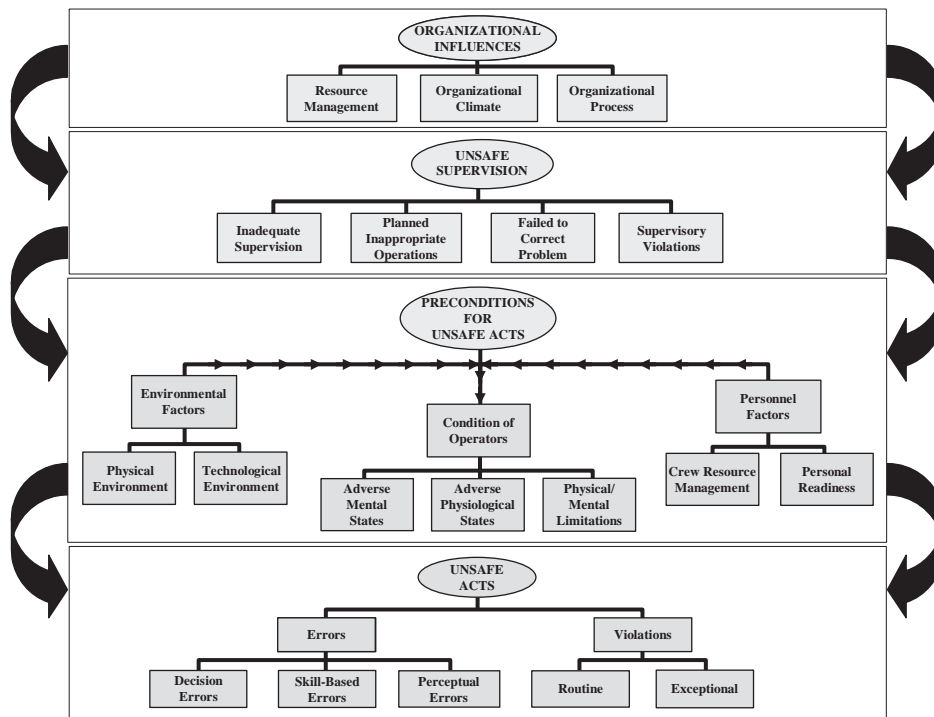 ORGANIZATIONAL
INFLUENCES
Resource
Management
Organizational
Climate
Organizational
Process
UNSAFE
SUPERVISION
Inadequate
Supervision
Planned
Inappropriate
Operations
Failed to
Correct
Problem
Supervisory
Violations
PRECONDITIONS
FOR
UNSAFE ACTS
Environmental
Factors
Physical
Environment
Technological
Environment
Condition of
Operators
Adverse
Mental
States
Adverse
Physiological
States
Physical/
Mental
Limitations
Personnel
Factors
Crew Resource
Management
Personal
Readiness
UNSAFE
ACTS
Errors
Decision
Errors
Skill-Based
Errors
Perceptual
Errors
Violations
Routine
Exceptional